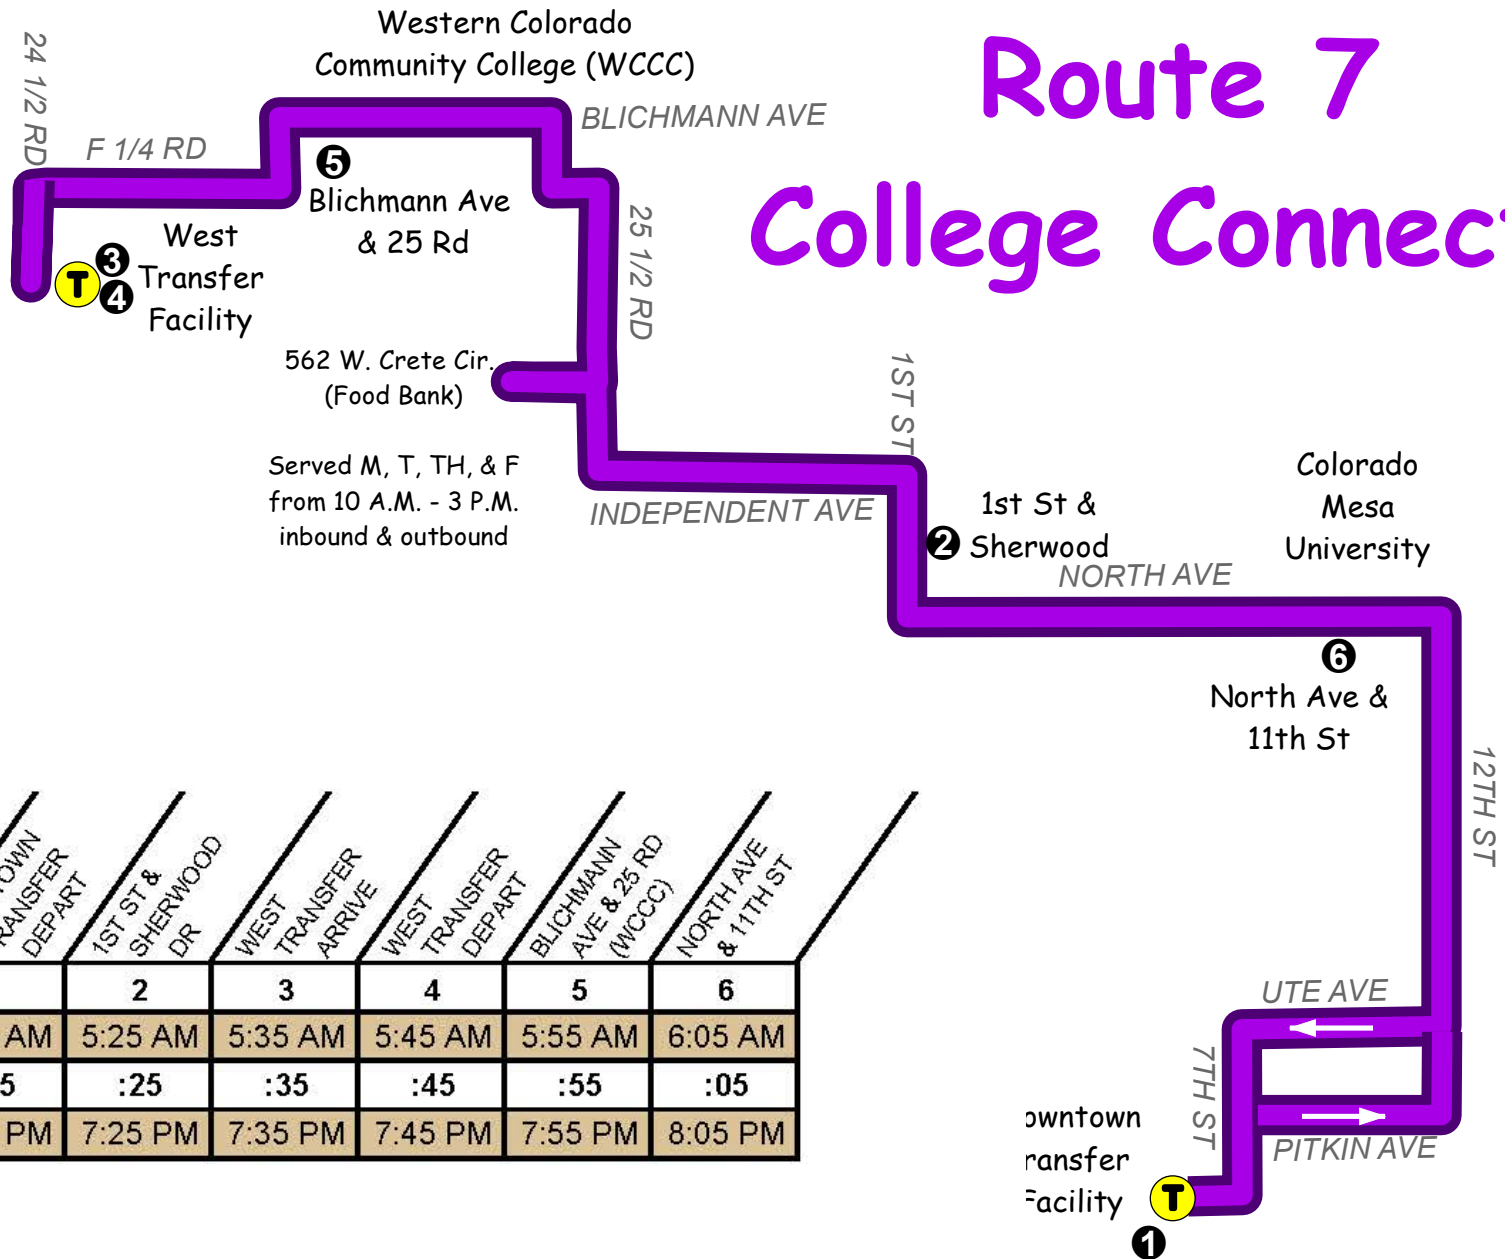 Western Colorado
Community College (WCCC)
Route 7
College Connec
24 1/2 RD
F 1/4 RD
BLICHMANN AVE
5
Blichmann Ave
& 25 Rd
25 1/2 RD
West
Transfer
Facility
3
4
T
562 W. Crete Cir.
(Food Bank)
Served M, T, TH, & F
from 10 A.M. - 3 P.M.
inbound & outbound
1ST ST
INDEPENDENT AVE
1st St &
Sherwood
2
NORTH AVE
Colorado
Mesa
University
6
North Ave &
11th St
12TH ST
UTE AVE
7TH ST
PITKIN AVE
owntown
ransfer
Facility
T
1
TOWN
RANSFER
DEPART
1ST ST &
SHERWOOD
DR
WEST
TRANSFER
ARRIVE
WEST
TRANSFER
DEPART
BLICHMANN
AVE & 25 RD
(WCCC)
NORTH AVE
& 11TH ST
2 3 4 5 6
AM 5:25 AM 5:35 AM 5:45 AM 5:55 AM 6:05 AM
5 :25 :35 :45 :55 :05
PM 7:25 PM 7:35 PM 7:45 PM 7:55 PM 8:05 PM